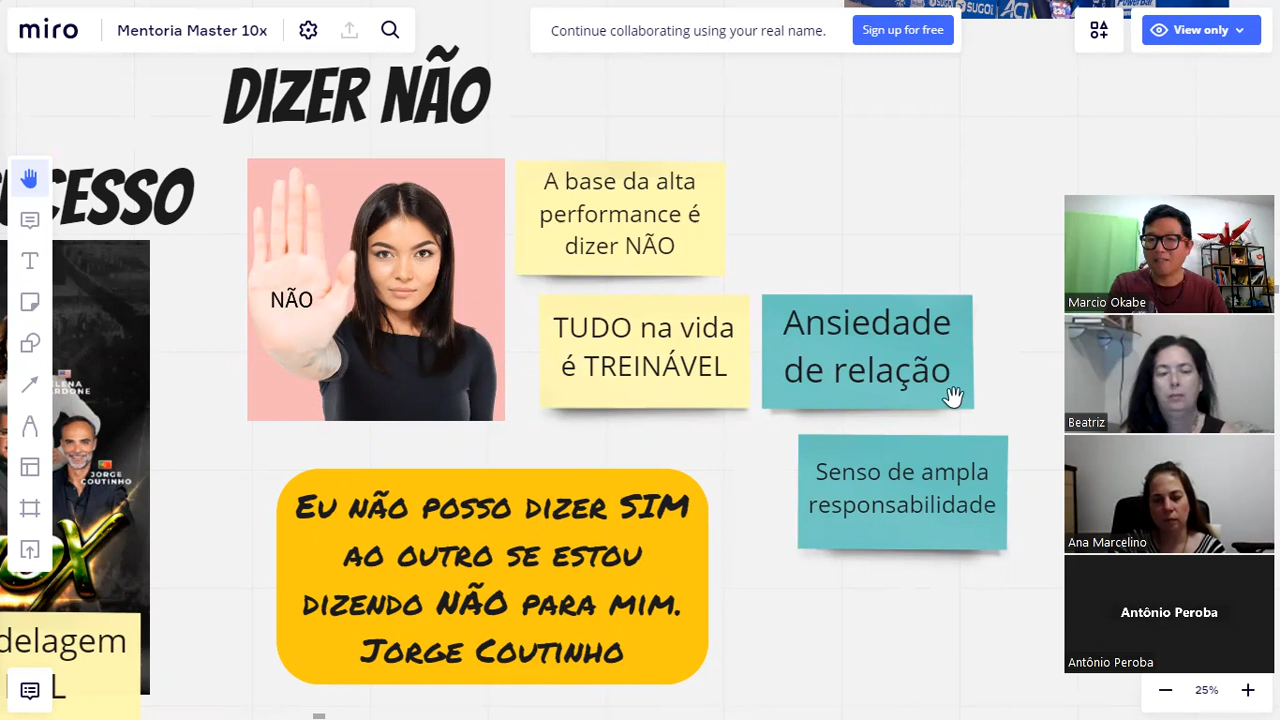 miro
Mentoria Master 10x
Continue collaborating using your real name.
Sign up for free
View only
DIZER NÃO
CESSO
NÃO
A base da alta
performance é
dizer NÃO
TUDO na vida
é TREINÁVEL
Ansiedade
de relação
Senso de ampla
responsabilidade
EU NÃO POSSO DIZER SIM
AO OUTRO SE ESTOU
DIZENDO NÃO PARA MIM.
JORGE COUTINHO
JORGE
COUTINHO
delagem
L
Marcio Okabe
Beatriz
Ana Marcelino
Antônio Peroba
Antônio Peroba
25%